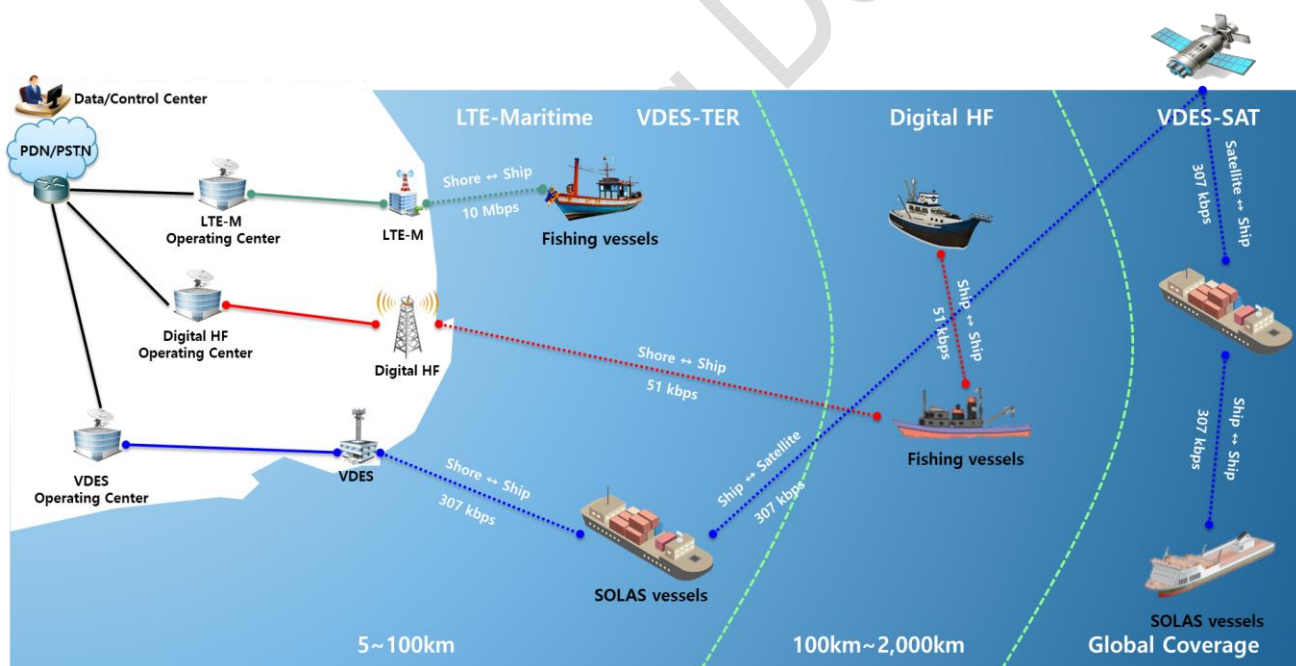 Data/Control Center
PDN/PSTN
LTE-M
Operating Center
LTE-M
Digital HF
Operating Center
Digital HF
VDES
Operating Center
VDES
LTE-Maritime
VDES-TER
Digital HF
VDES-SAT
Shore ↔ Ship
10 Mbps
Fishing vessels
Shore ↔ Ship
51 kbps
Ship ↔ Ship
51 kbps
Fishing vessels
Shore ↔ Ship
307 kbps
SOLAS vessels
Ship ↔ Satellite
307 kbps
Satellite ↔ Ship
307 kbps
Ship ↔ Ship
307 kbps
SOLAS vessels
5~100km
100km~2,000km
Global Coverage